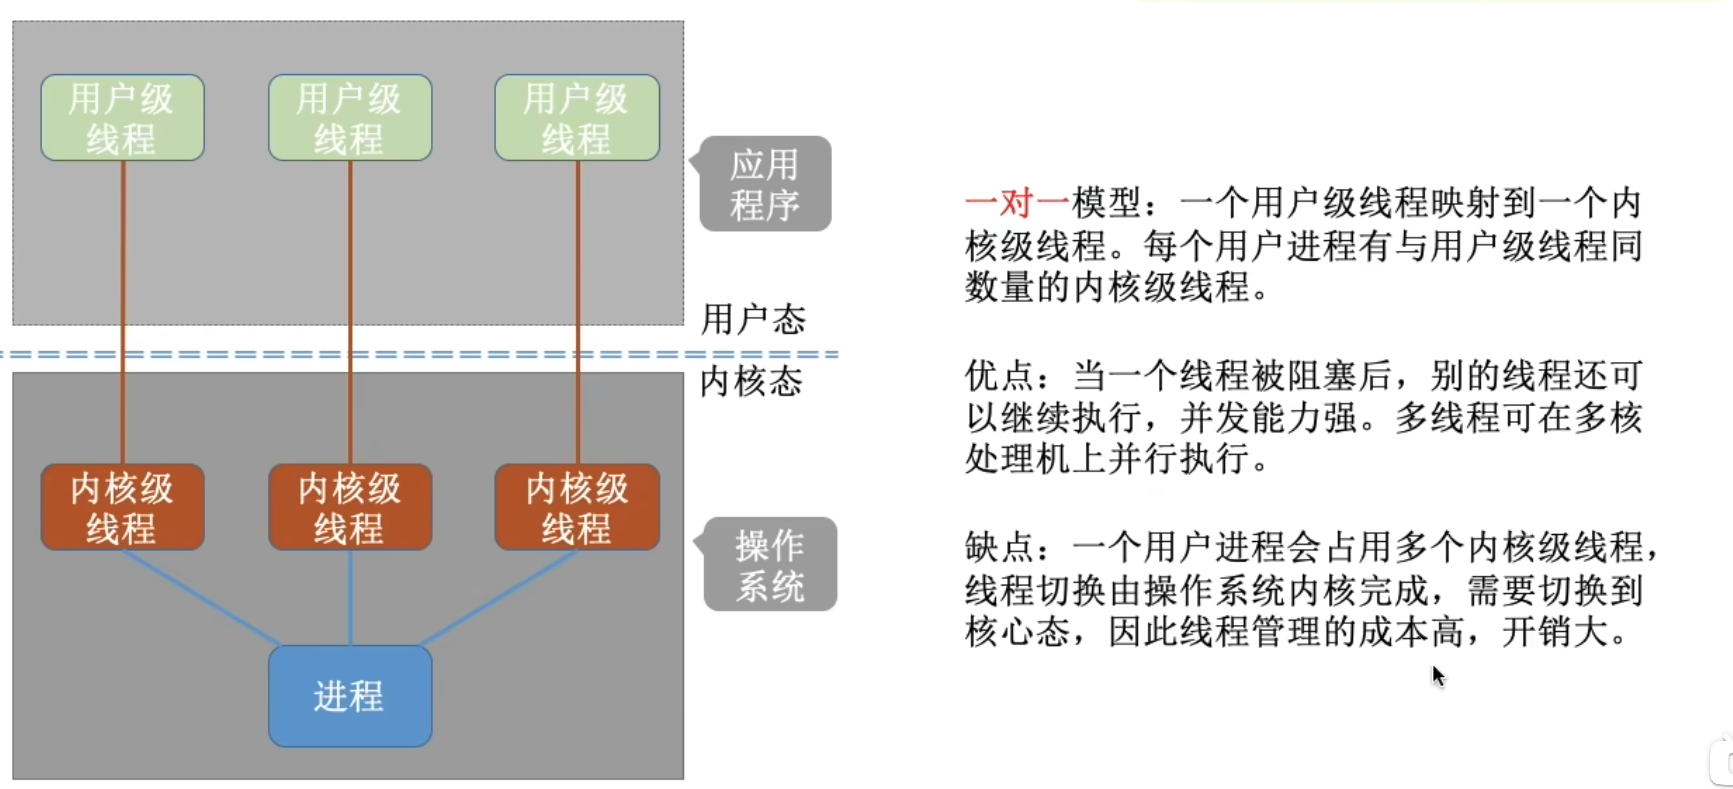 用户级
线程
用户级
线程
用户级
线程
应用
程序
用户态
内核态
内核级
线程
内核级
线程
内核级
线程
操作
系统
进程
一对一模型：一个用户级线程映射到一个内
核级线程。每个用户进程有与用户级线程同
数量的内核级线程。
优点：当一个线程被阻塞后，别的线程还可
以继续执行，并发能力强。多线程可在多核
处理机上并行执行。
缺点：一个用户进程会占用多个内核级线程，
线程切换由操作系统内核完成，需要切换到
核心态，因此线程管理的成本高，开销大。